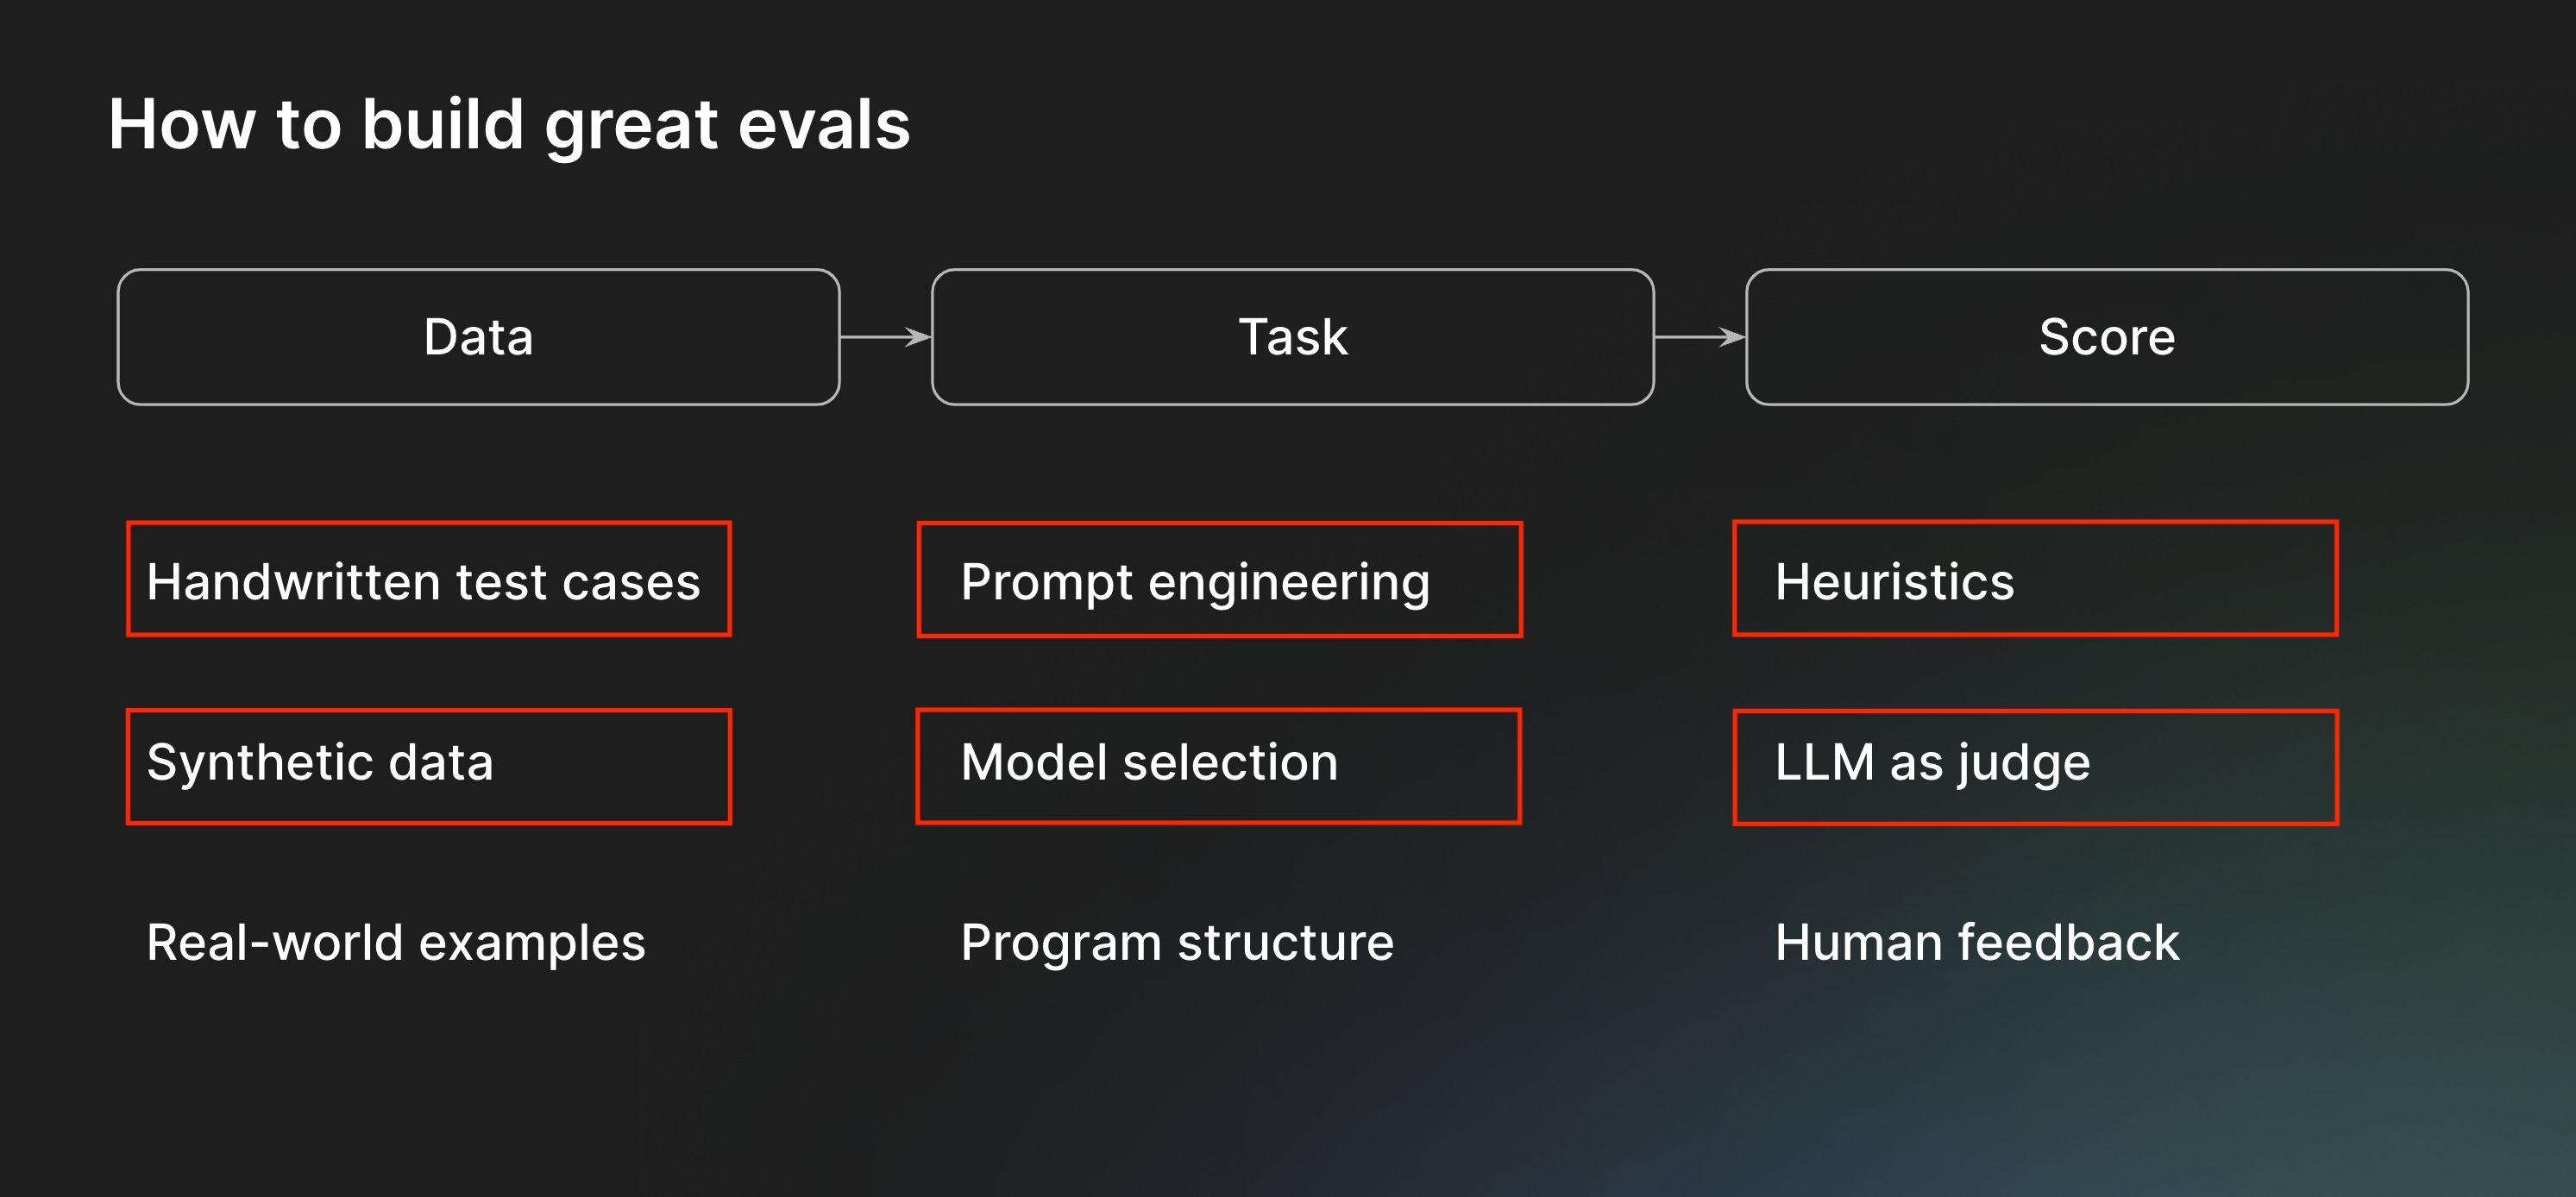 How to build great evals
Data
Task
Score
Handwritten test cases
Prompt engineering
Heuristics
Synthetic data
Model selection
LLM as judge
Real-world examples
Program structure
Human feedback